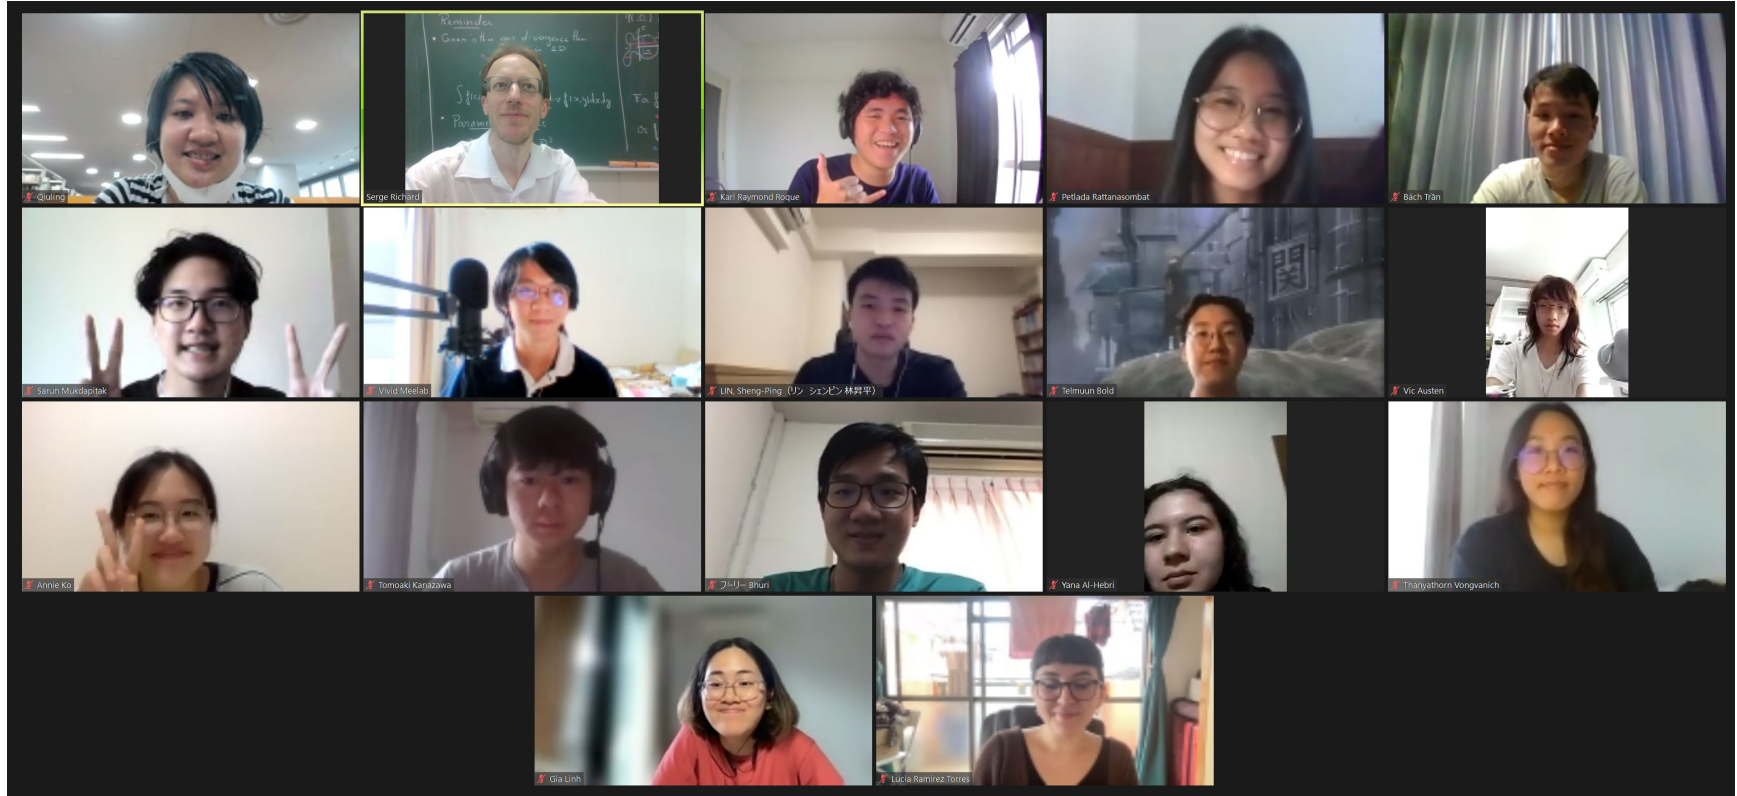 Qiuling
Reminder
Serge Richard
Karl Raymond Roque
Petlada Rattanasombat
Bách Trần
Sarun Mukdapitak
Vivid Meelab
LIN, Sheng-Ping（リン　シェンピン 林昇平）
関
Telmuun Bold
Vic Austen
Annie Ko
Tomoaki Kanazawa
フーリー Bhuri
Yana Al-Hebri
Thanyathorn Vongvanich
Gia Linh
Lucia Ramirez Torres